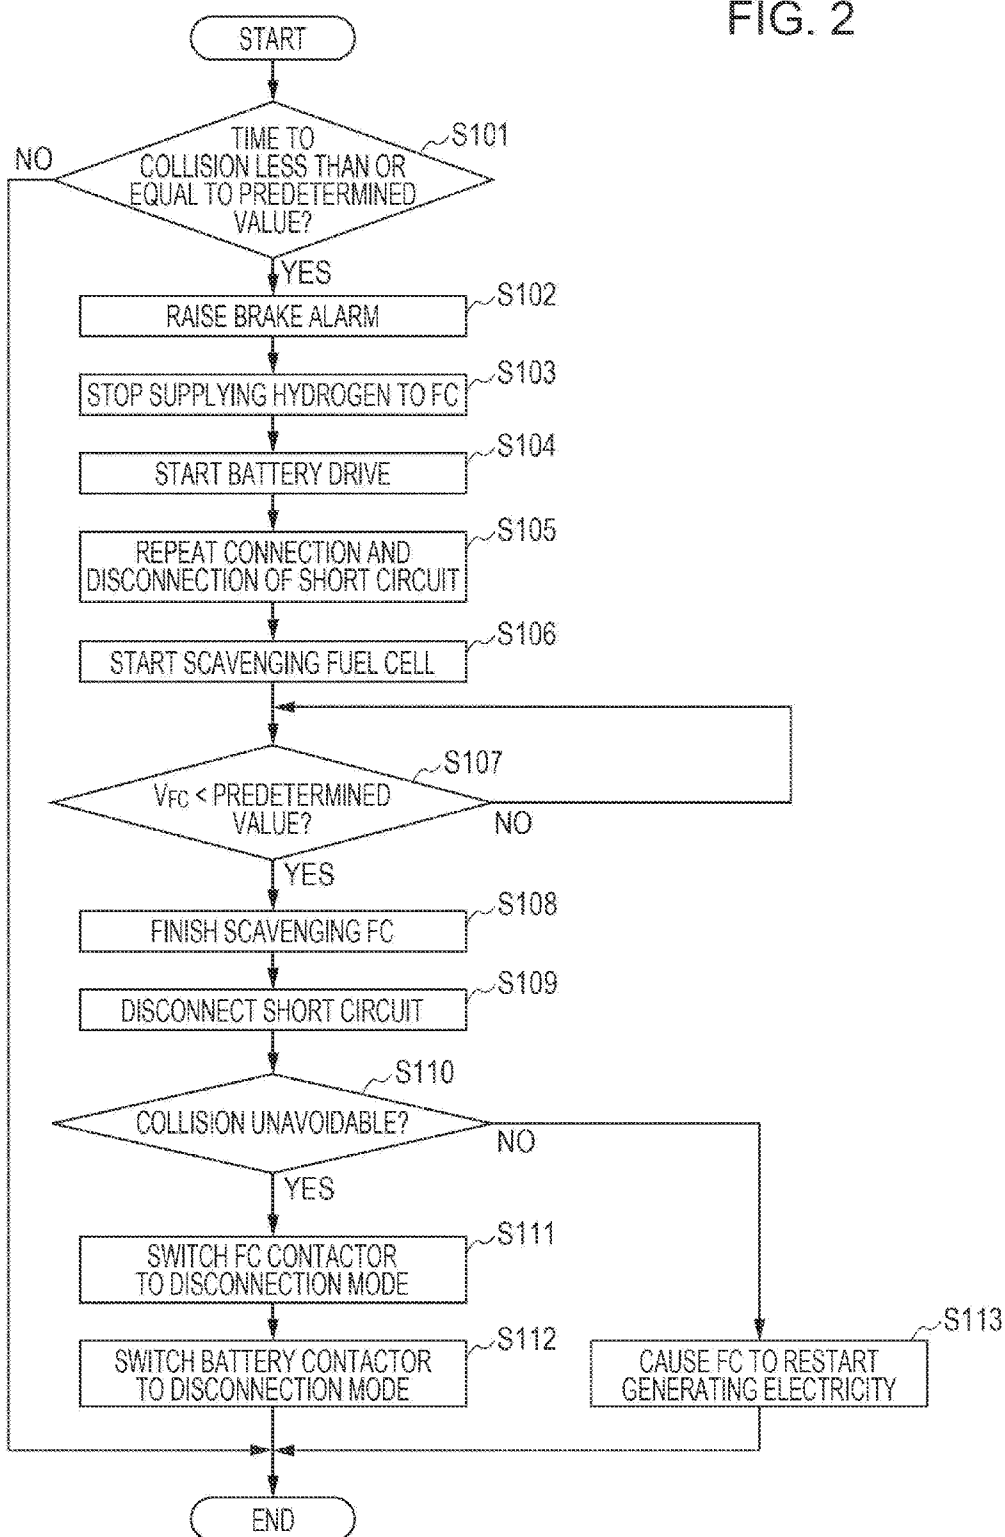 FIG. 2
START
S101
TIME TO
COLLISION LESS THAN OR
EQUAL TO PREDETERMINED
VALUE?
NO
YES
S102
RAISE BRAKE ALARM
S103
STOP SUPPLYING HYDROGEN TO FC
S104
START BATTERY DRIVE
S105
REPEAT CONNECTION AND
DISCONNECTION OF SHORT CIRCUIT
S106
START SCAVENGING FUEL CELL
S107
VFC < PREDETERMINED
VALUE?
NO
YES
S108
FINISH SCAVENGING FC
S109
DISCONNECT SHORT CIRCUIT
S110
COLLISION UNAVOIDABLE?
NO
YES
S111
SWITCH FC CONTACTOR
TO DISCONNECTION MODE
S112
SWITCH BATTERY CONTACTOR
TO DISCONNECTION MODE
S113
CAUSE FC TO RESTART
GENERATING ELECTRICITY
END